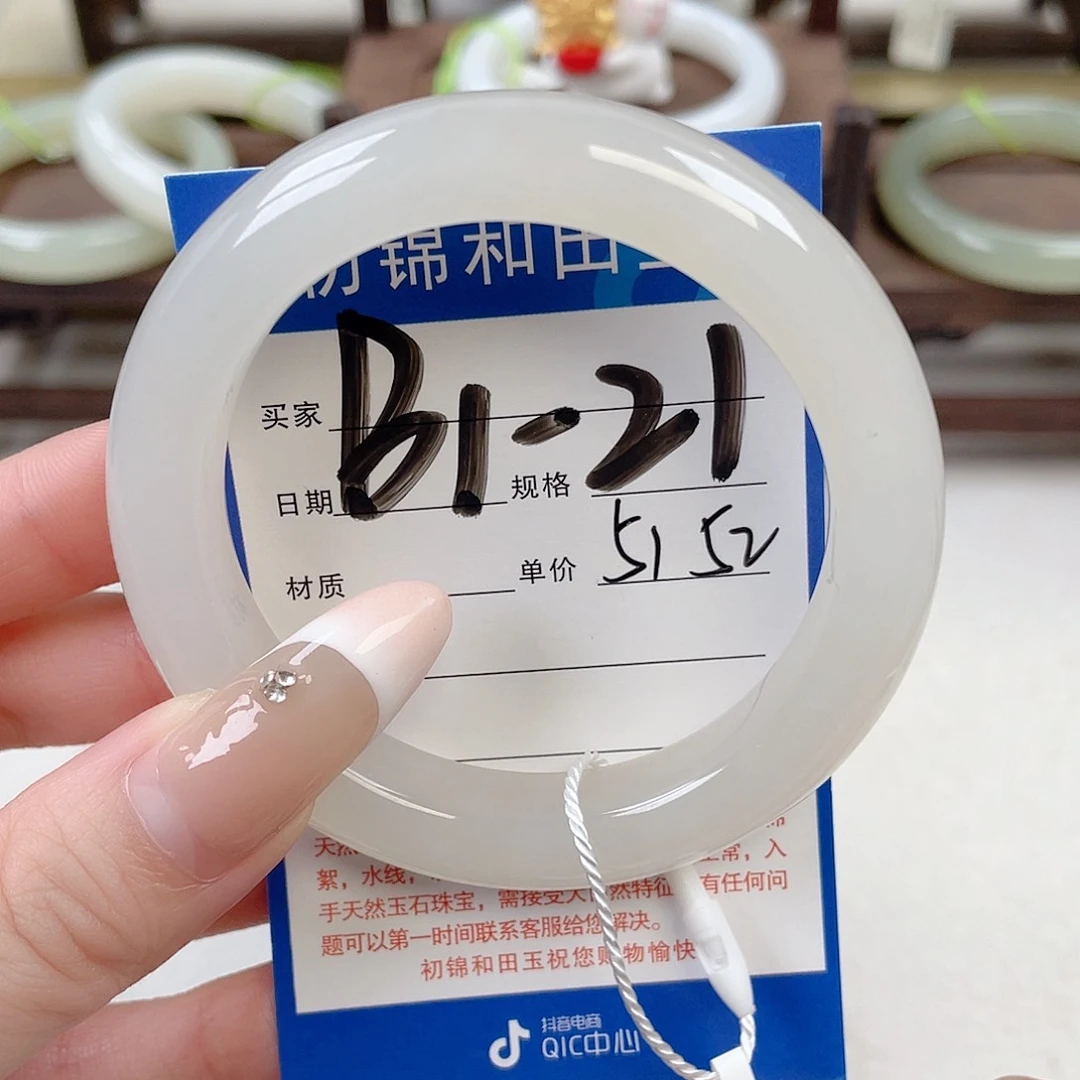 初锦和田玉
买家
B1-21
日期 规格
51 52
材质 单价
天然
絮，水线， 正常，入
手天然玉石珠宝，需接受大自然特征 有任何问
题可以第一时间联系客服给您解决。
初锦和田玉祝您购物愉快
抖音电商
QIC中心